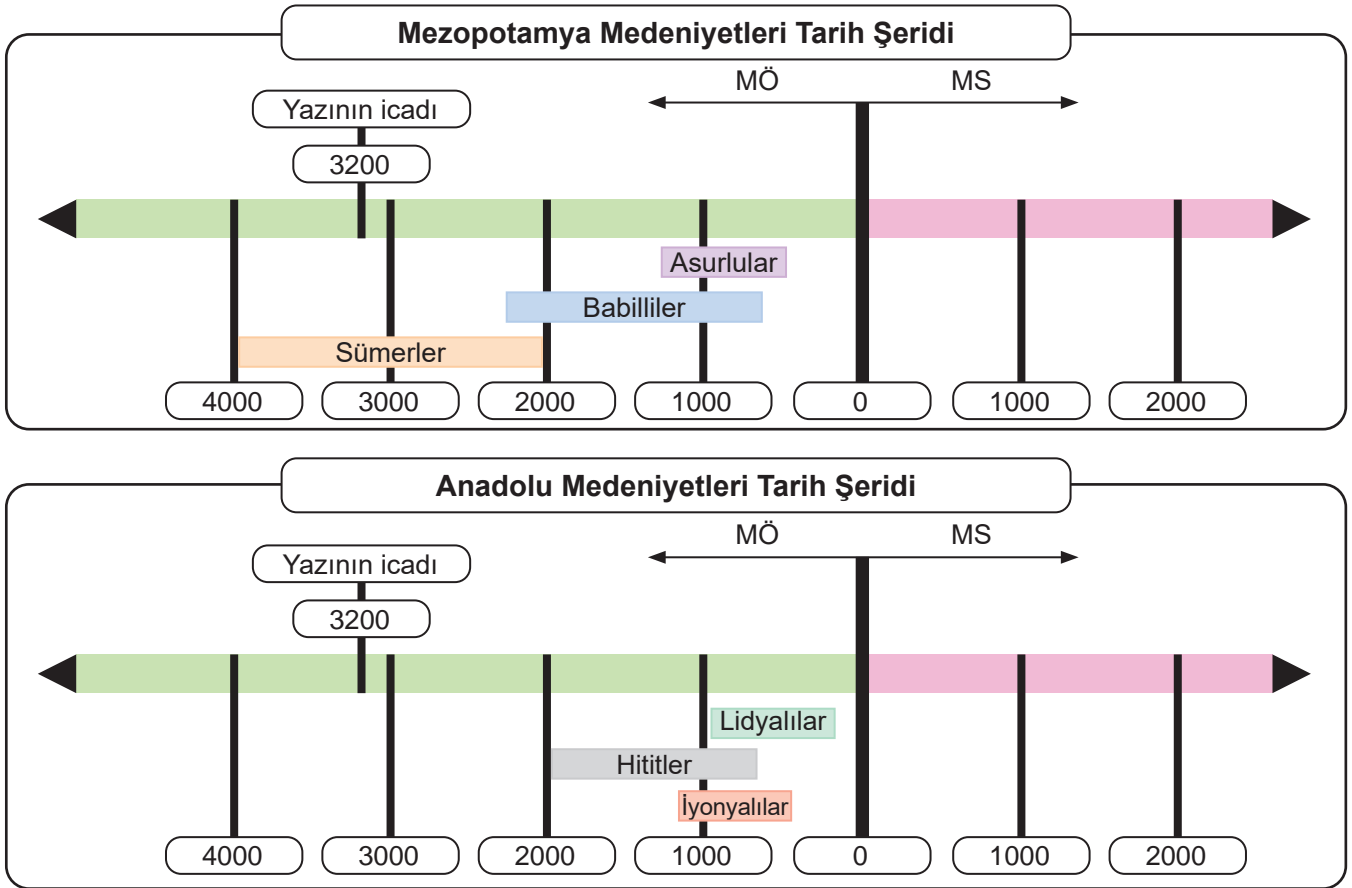 Mezopotamya Medeniyetleri Tarih Şeridi
MÖ MS
Yazının icadı
3200
Asurlular
Babilliler
Sümerler
4000 3000 2000 1000 0 1000 2000
Anadolu Medeniyetleri Tarih Şeridi
MÖ MS
Yazının icadı
3200
Lidyalılar
Hititler
İyonyalılar
4000 3000 2000 1000 0 1000 2000